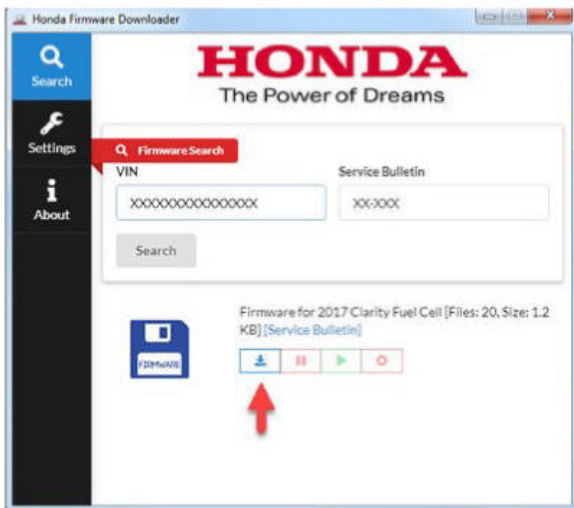 Honda Firmware Downloader
Search
Settings
About
HONDA
The Power of Dreams
Firmware Search
VIN
Service Bulletin
XXXXXXXXXXXXXXX
XX-XXX
Search
Firmware for 2017 Clarity Fuel Cell [Files: 20, Size: 1.2
KB] [Service Bulletin]
FIRMWARE